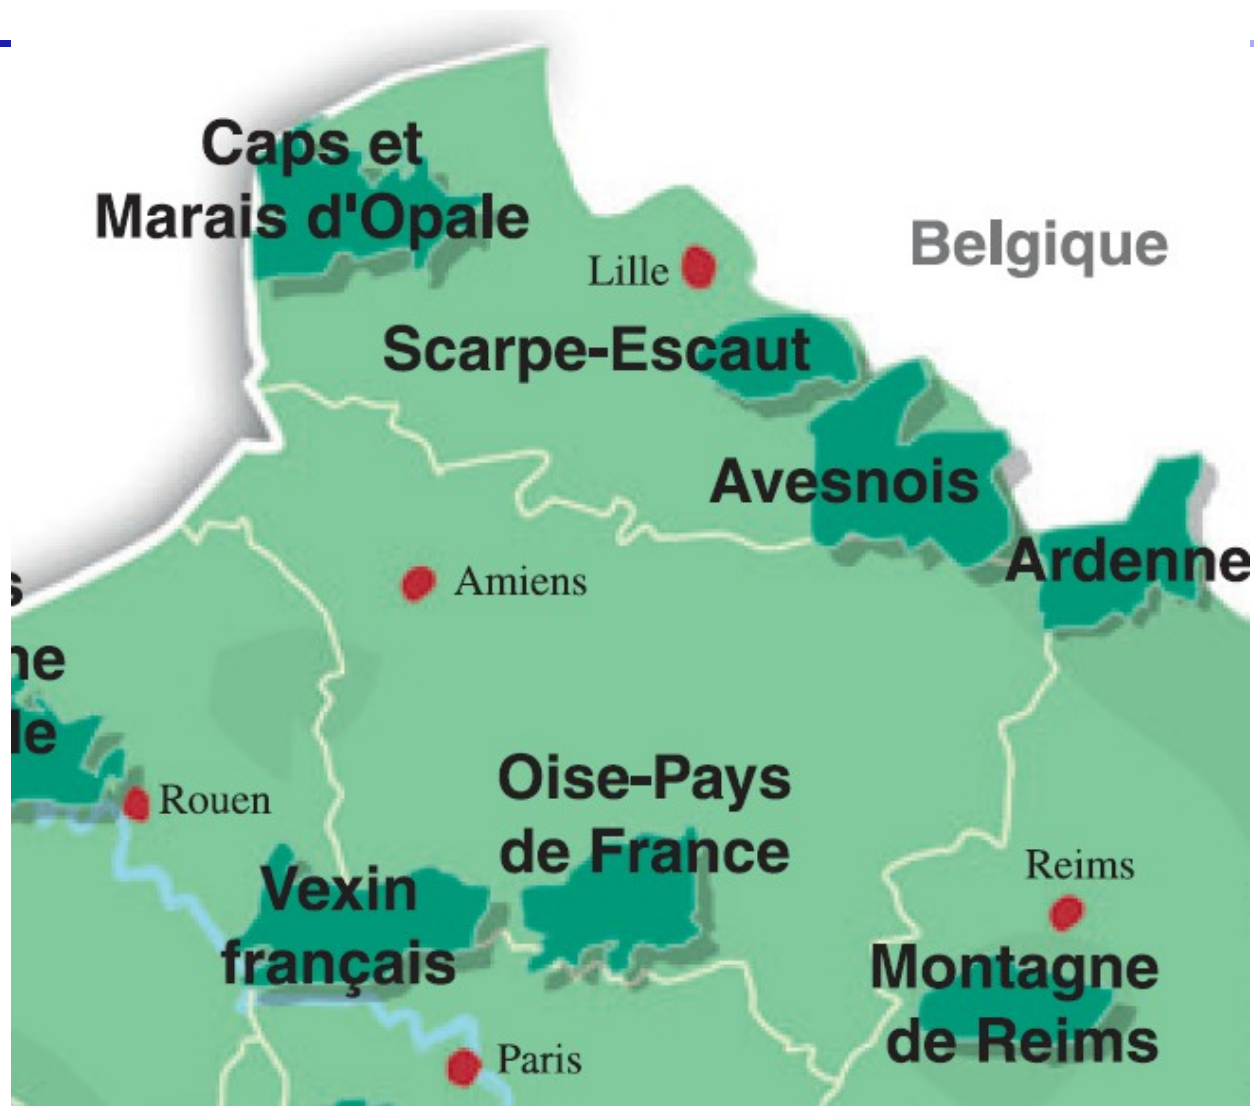 Caps et
Marais d'Opale
Belgique
Lille
Scarpe-Escaut
Avesnois
Ardenne
Amiens
Rouen
Oise-Pays
de France
Vexin
français
Reims
Montagne
de Reims
Paris